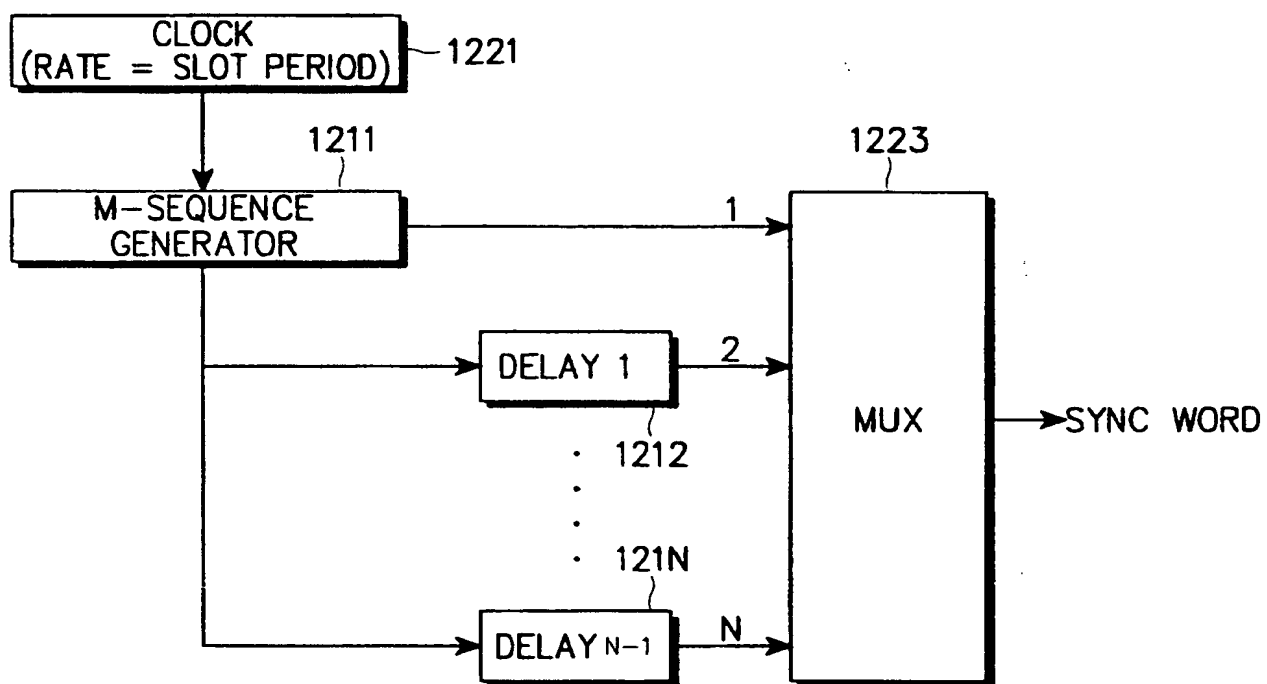 CLOCK
(RATE = SLOT PERIOD)
1221
1211
1223
M-SEQUENCE
GENERATOR
1
DELAY 1
2
1212
MUX
SYNC WORD
121N
DELAY N-1
N